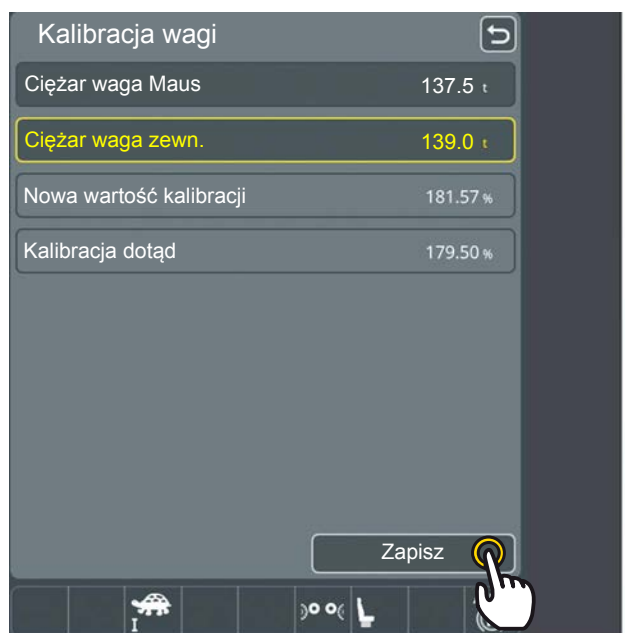 Kalibracja wagi
Ciężar waga Maus 137.5 t
Ciężar waga zewn. 139.0 t
Nowa wartość kalibracji 181.57 %
Kalibracja dotąd 179.50 %
Zapisz
I